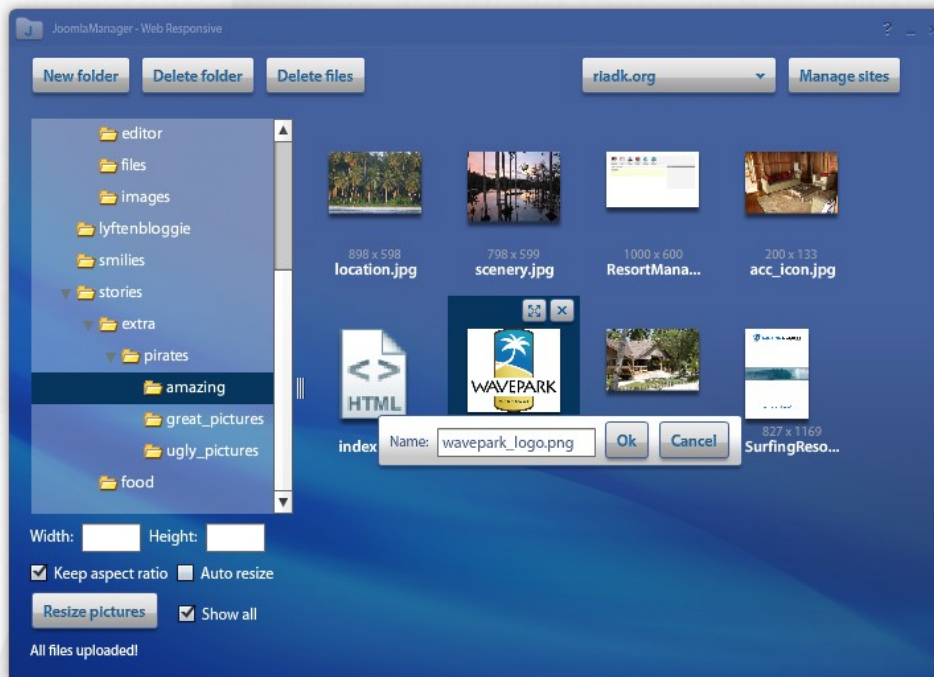 JoomlaManager - Web Responsive
New folder
Delete folder
Delete files
riadk.org
Manage sites
editor
files
images
lyftenbloggie
smilies
stories
extra
pirates
amazing
great_pictures
ugly_pictures
food
898 x 598
location.jpg
798 x 599
scenery.jpg
1000 x 600
ResortMana...
200 x 133
acc_icon.jpg
HTML
index
WAVEPARK
827 x 1169
SurfingReso...
Name: wavepark_logo.png Ok Cancel
Width: Height:
Keep aspect ratio Auto resize
Resize pictures Show all
All files uploaded!